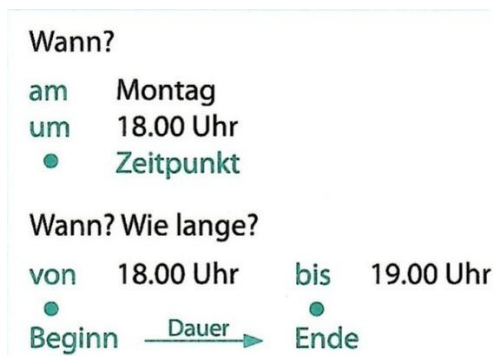 Wann?
am Montag
um 18.00 Uhr
Zeitpunkt
Wann? Wie lange?
von 18.00 Uhr bis 19.00 Uhr
Beginn Dauer Ende